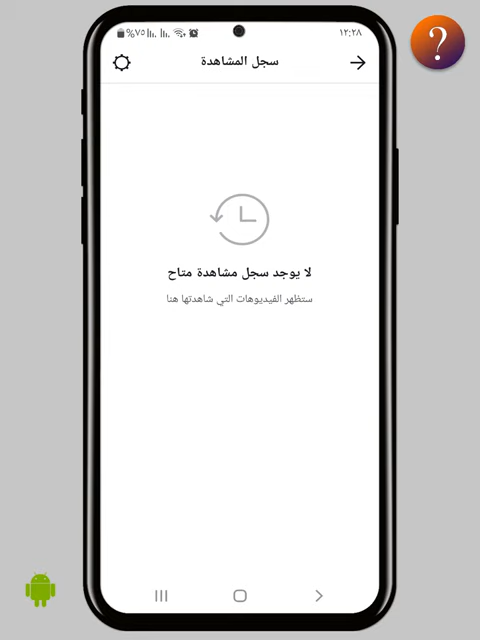 ١٢:٢٨
%٧٥
سجل المشاهدة
?
لا يوجد سجل مشاهدة متاح
ستظهر الفيديوهات التي شاهدتها هنا